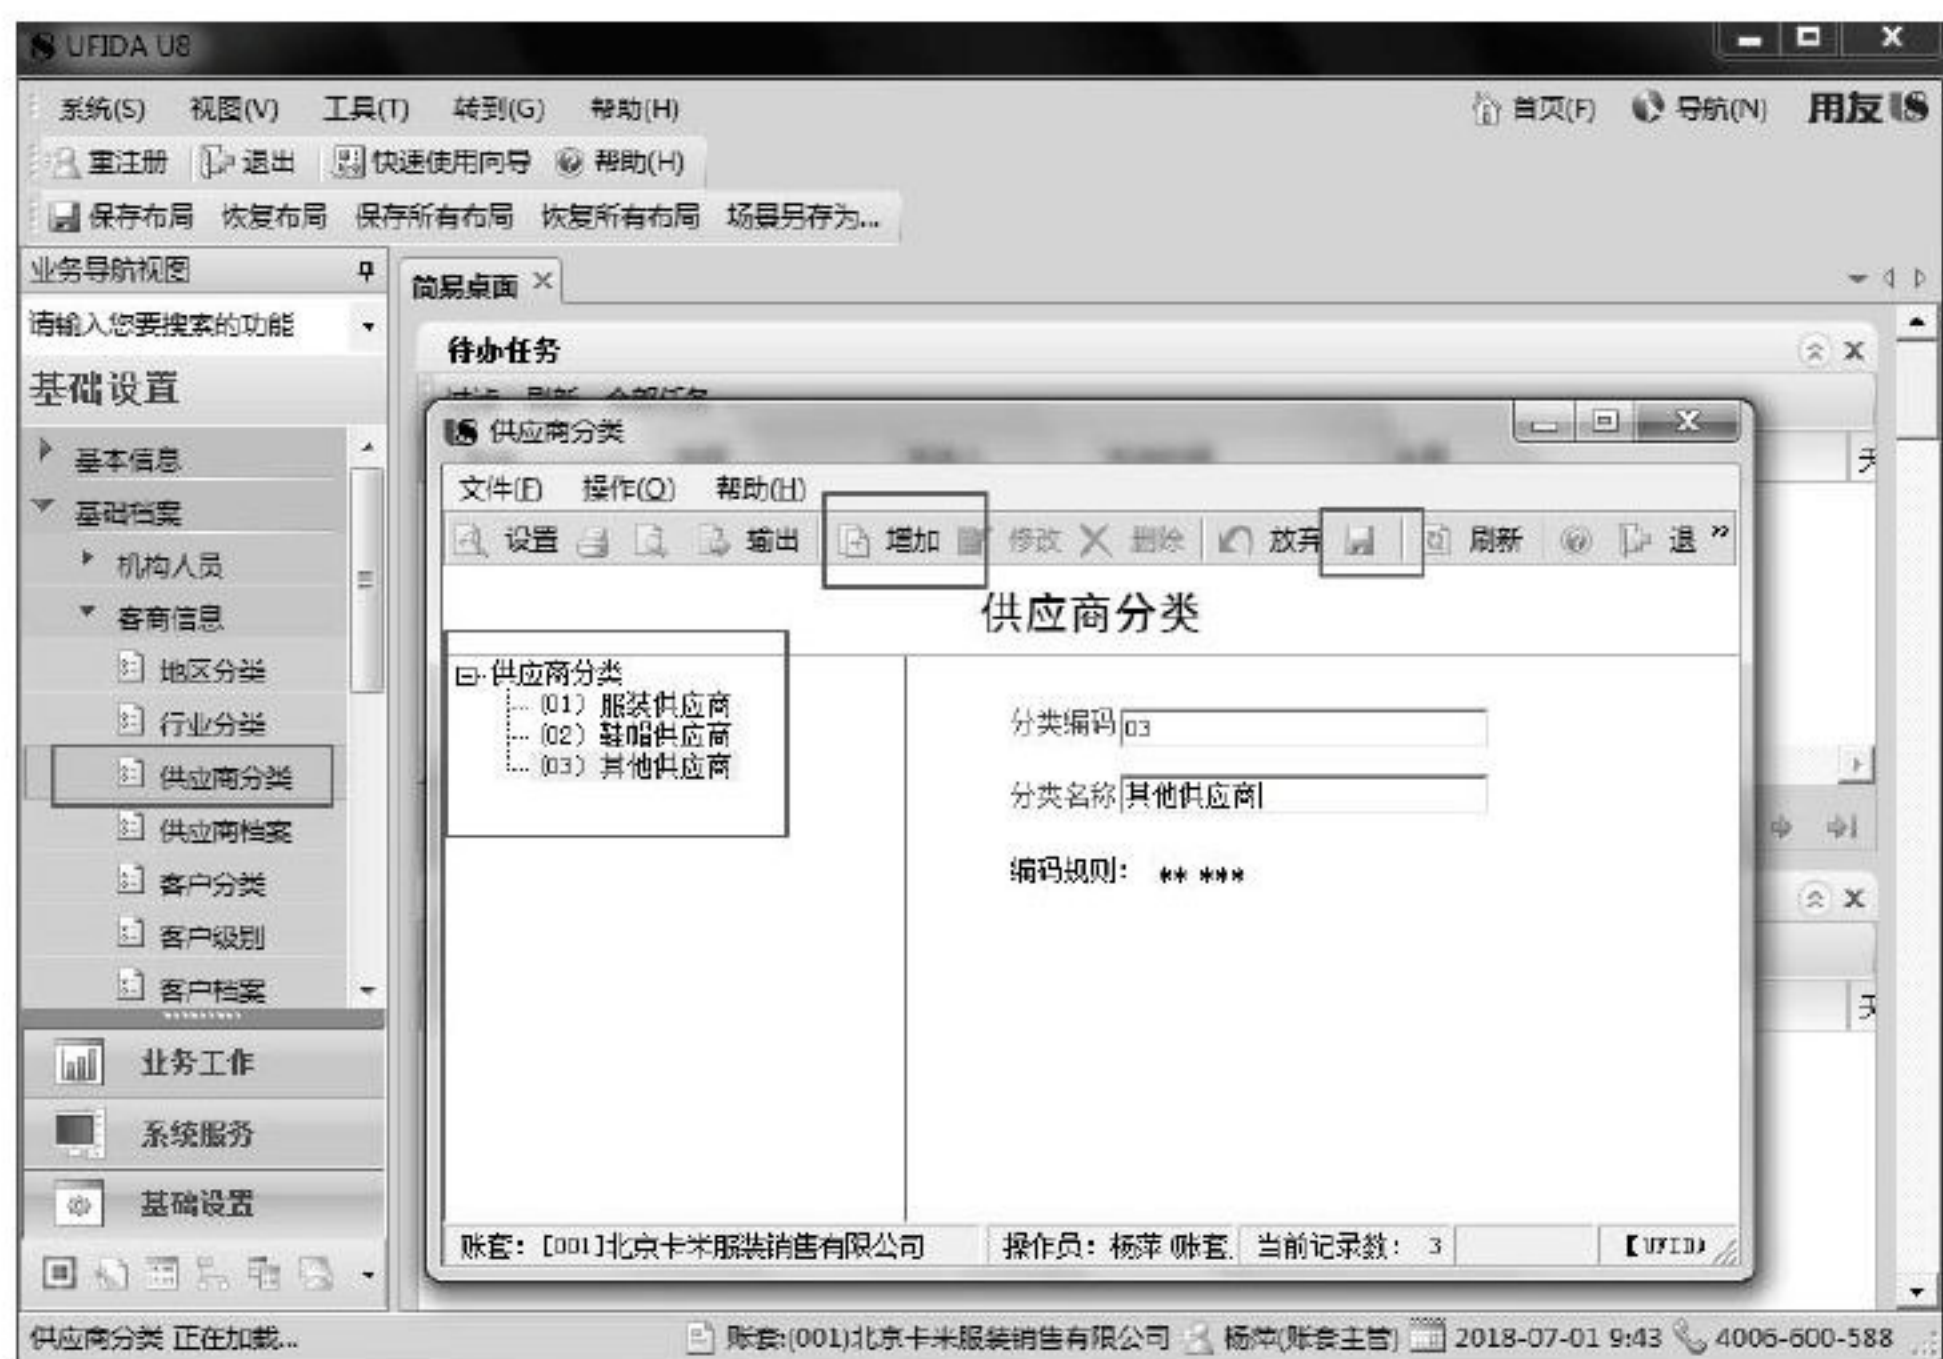 UFIDA U8
系统(S) 视图(V) 工具(T) 转到(G) 帮助(H) 首页(F) 导航(N) 用友
重注册 退出 快速使用向导 帮助(H)
保存布局 恢复布局 保存所有布局 恢复所有布局 场景另存为...
业务导航视图
简易桌面
请输入您要搜索的功能
待办任务
基础设置
供应商分类
基本信息
文件(F) 操作(O) 帮助(H)
基础档案
设置 输出 增加 修改 删除 放弃 刷新 退 »
机构人员
供应商分类
客商信息
地区分类
行业分类
供应商分类
供应商档案
客户分类
客户级别
客户档案
供应商分类
(01) 服装供应商
(02) 鞋帽供应商
(03) 其他供应商
分类编码 03
分类名称 其他供应商
编码规则: ** ***
业务工作
系统服务
基础设置
账套: [001]北京卡米服装销售有限公司 操作员: 杨萍(账套 当前记录数: 3 【UFIDA
供应商分类 正在加载... 账套:(001)北京卡米服装销售有限公司 杨萍(账套主管) 2018-07-01 9:43 4006-600-588